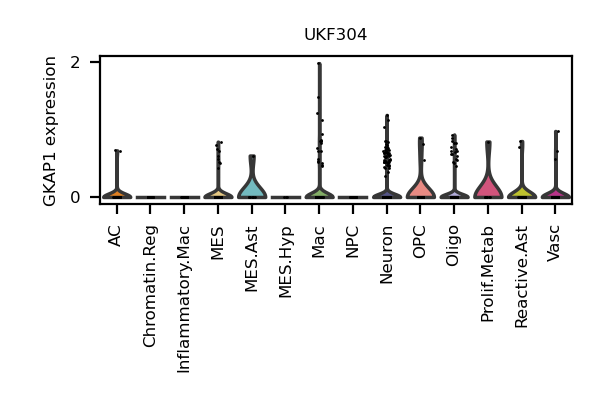 UKF304
GKAP1 expression
2
0
AC
Chromatin.Reg
Inflammatory.Mac
MES
MES.Ast
MES.Hyp
Mac
NPC
Neuron
OPC
Oligo
Prolif.Metab
Reactive.Ast
Vasc